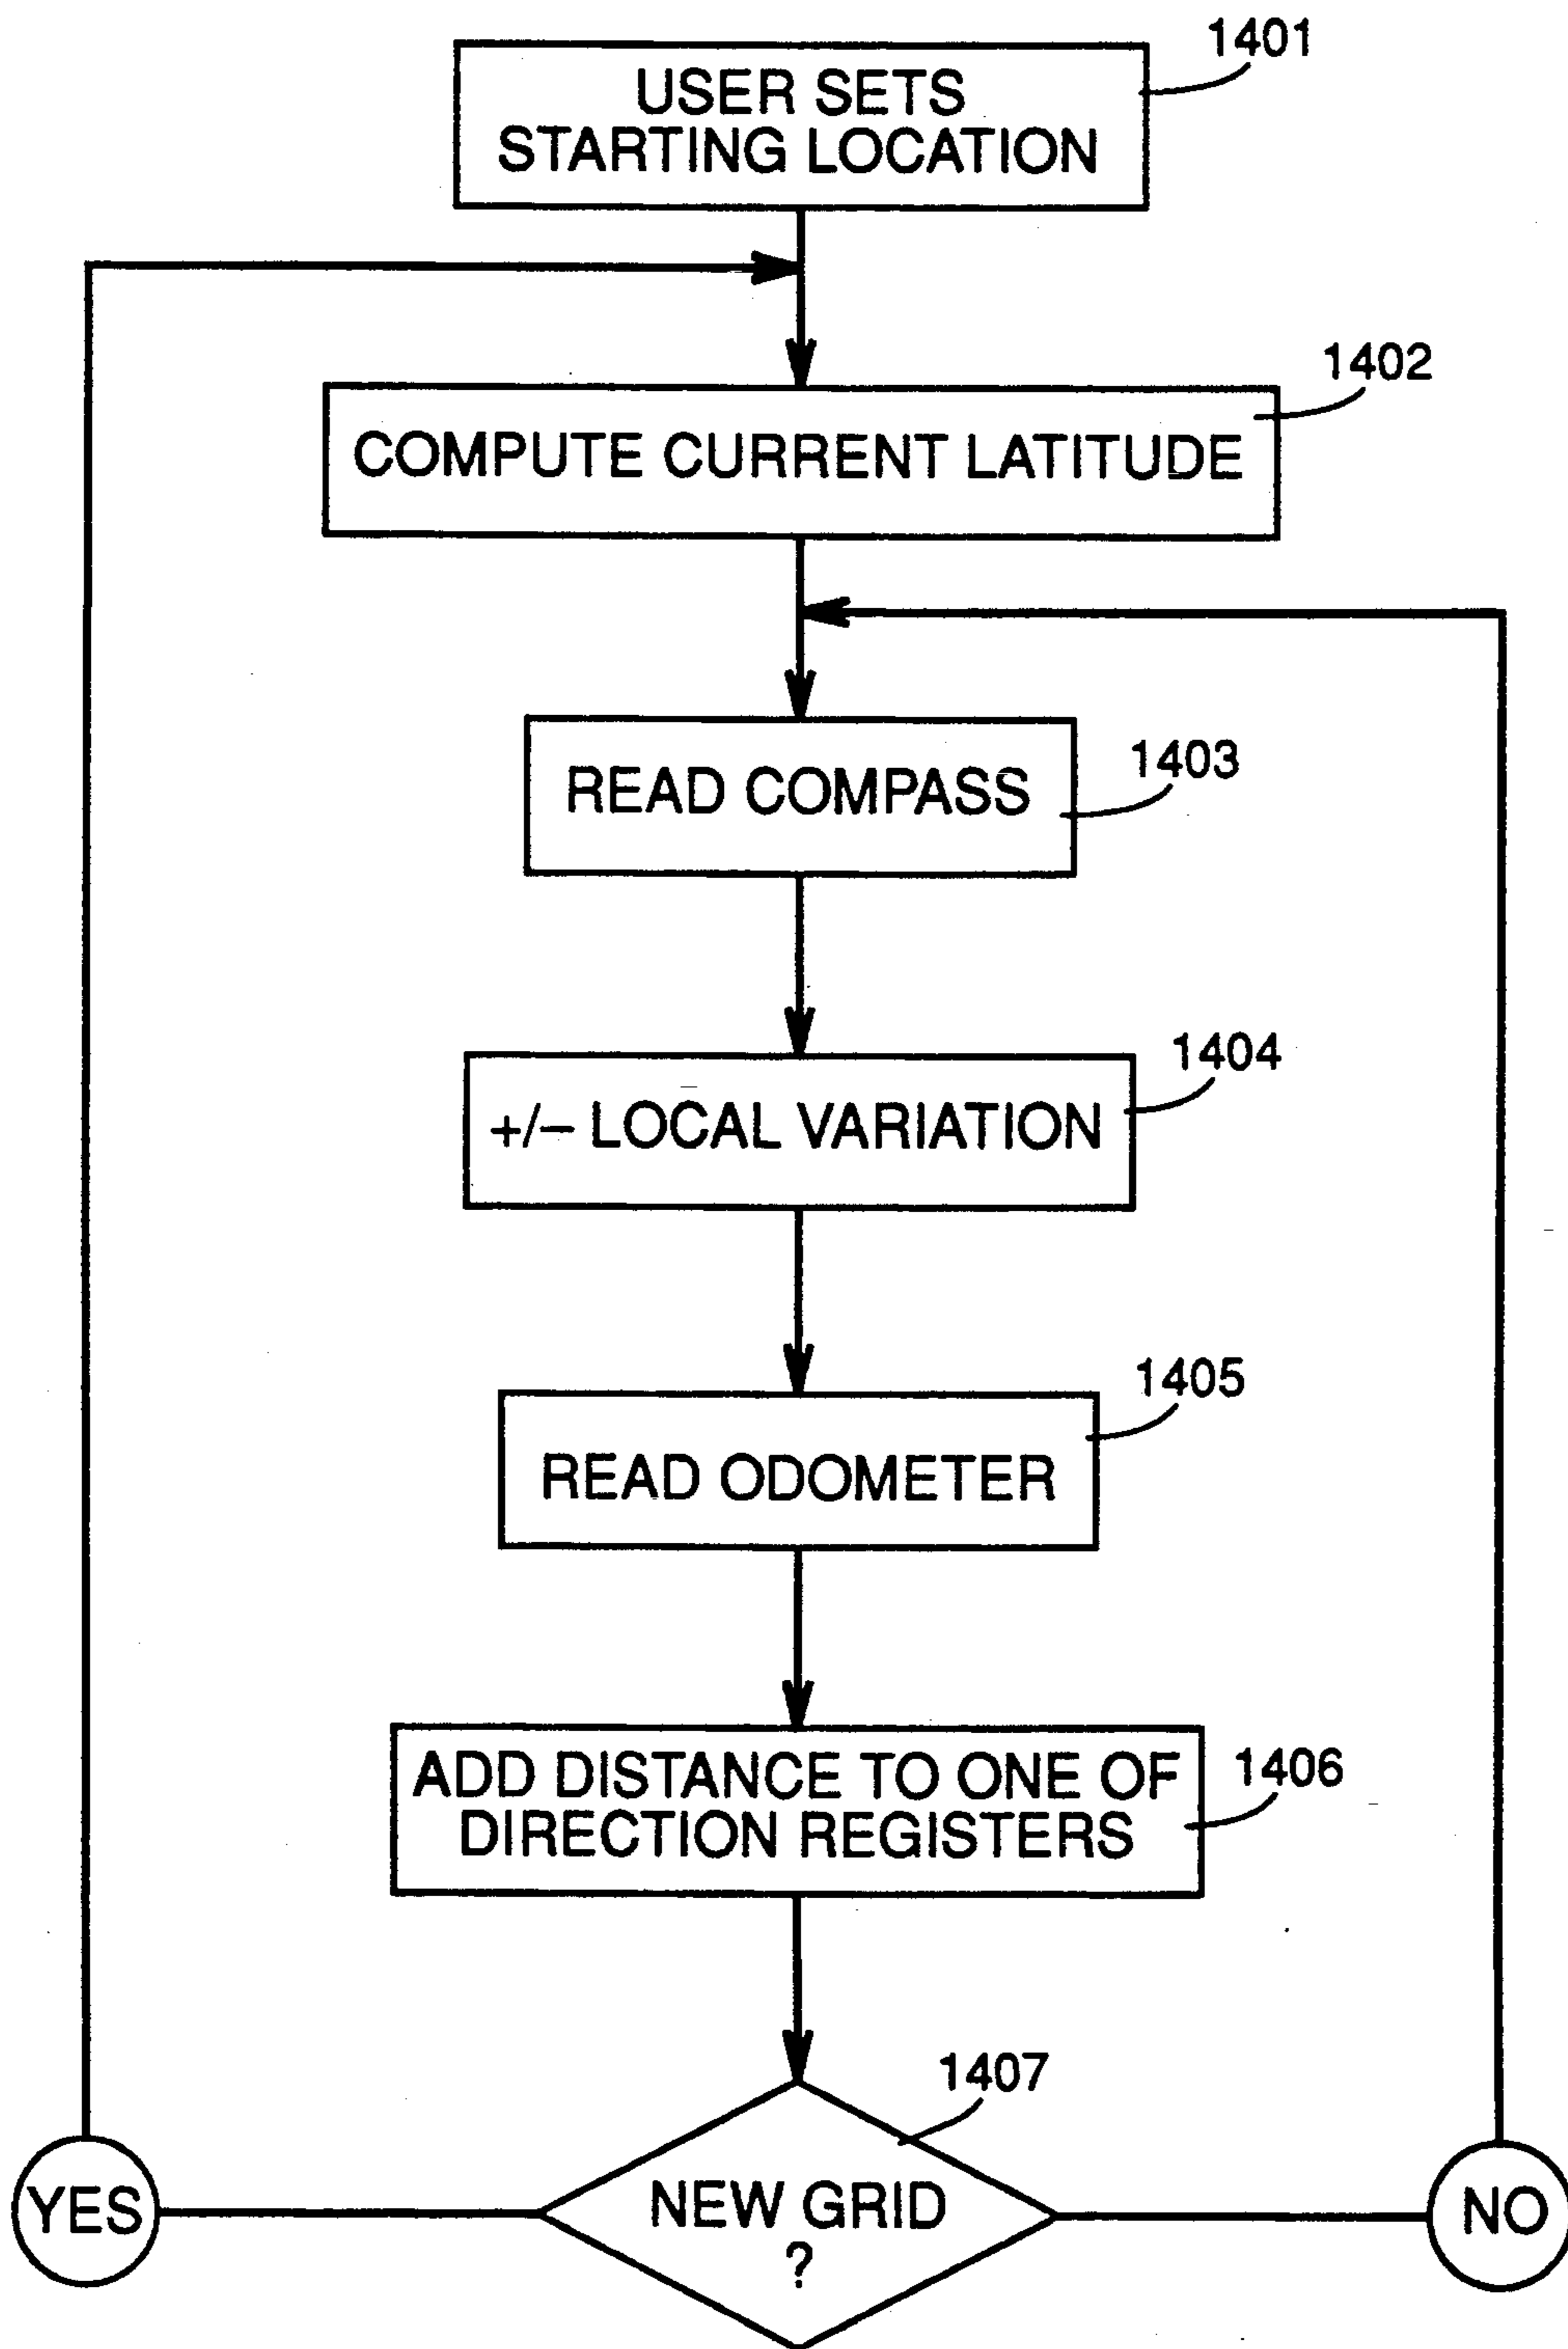 1401
USER SETS
STARTING LOCATION
1402
COMPUTE CURRENT LATITUDE
1403
READ COMPASS
1404
+/− LOCAL VARIATION
1405
READ ODOMETER
1406
ADD DISTANCE TO ONE OF
DIRECTION REGISTERS
1407
YES
NEW GRID
?
NO